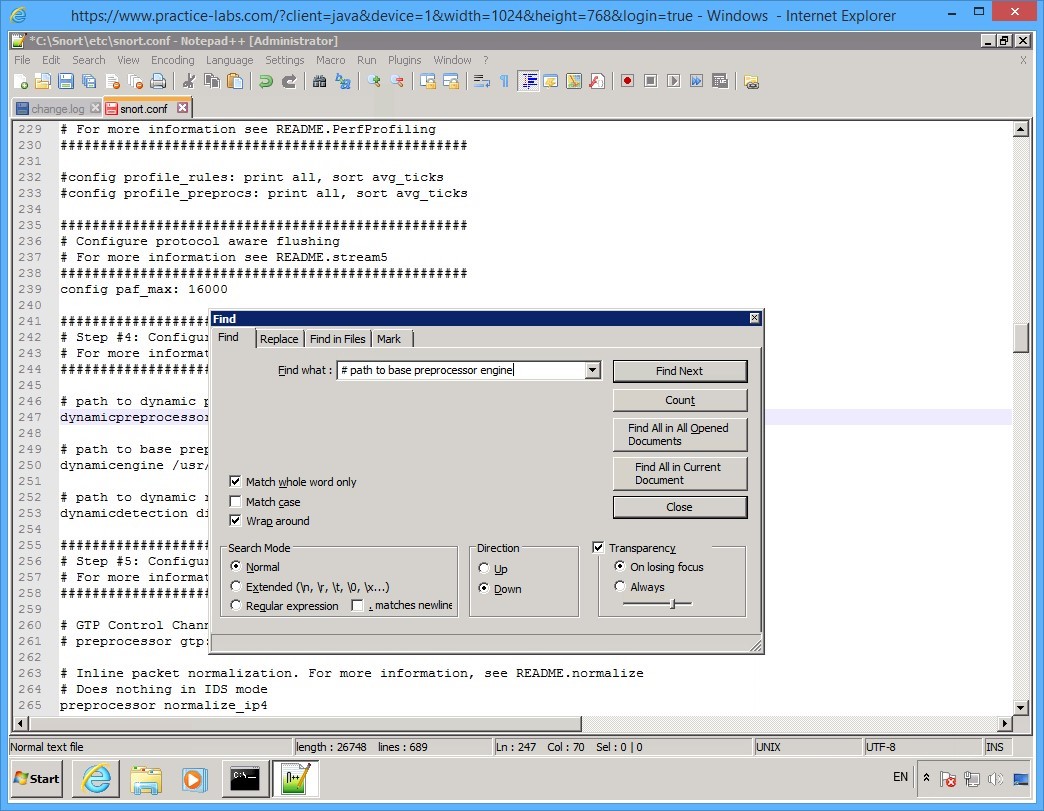 https://www.practice-labs.com/?client=java&device=1&width=1024&height=768&login=true - Windows - Internet Explorer
*C:\Snort\etc\snort.conf - Notepad++ [Administrator]
File Edit Search View Encoding Language Settings Macro Run Plugins Window ? X
change.log snort.conf
229 # For more information see README.PerfProfiling
230 ###################################################
231
232 #config profile_rules: print all, sort avg_ticks
233 #config profile_preprocs: print all, sort avg_ticks
234
235 ###################################################
236 # Configure protocol aware flushing
237 # For more information see README.stream5
238 ###################################################
239 config paf_max: 16000
240
241 ###################
242 # Step #4: Configu
243 # For more informat
244 ###################
245
246 # path to dynamic p
247 dynamicpreprocessor
248
249 # path to base prep
250 dynamicengine /usr/
251
252 # path to dynamic
253 dynamicdetection di
254
255 ###################
256 # Step #5: Configu
257 # For more informat
258 ###################
259
260 # GTP Control Chann
261 # preprocessor gtp:
262
263 # Inline packet normalization. For more information, see README.normalize
264 # Does nothing in IDS mode
265 preprocessor normalize_ip4
Find
Find Replace Find in Files Mark
Find what : # path to base preprocessor engine
Find Next
Count
Find All in All Opened
Documents
Find All in Current
Document
Close
Match whole word only
Match case
Wrap around
Search Mode
Normal
Extended (\n, \r, \t, \0, \x...)
Regular expression . matches newline
Direction
Up
Down
Transparency
On losing focus
Always
Normal text file length : 26748 lines : 689 Ln : 247 Col : 70 Sel : 0 | 0 UNIX UTF-8 INS
Start C:\. n++ EN